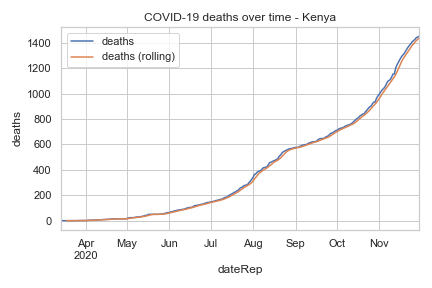 COVID-19 deaths over time - Kenya
deaths
deaths (rolling)
1400
1200
1000
800
600
400
200
0
deaths
Apr May Jun Jul Aug Sep Oct Nov
2020
dateRep